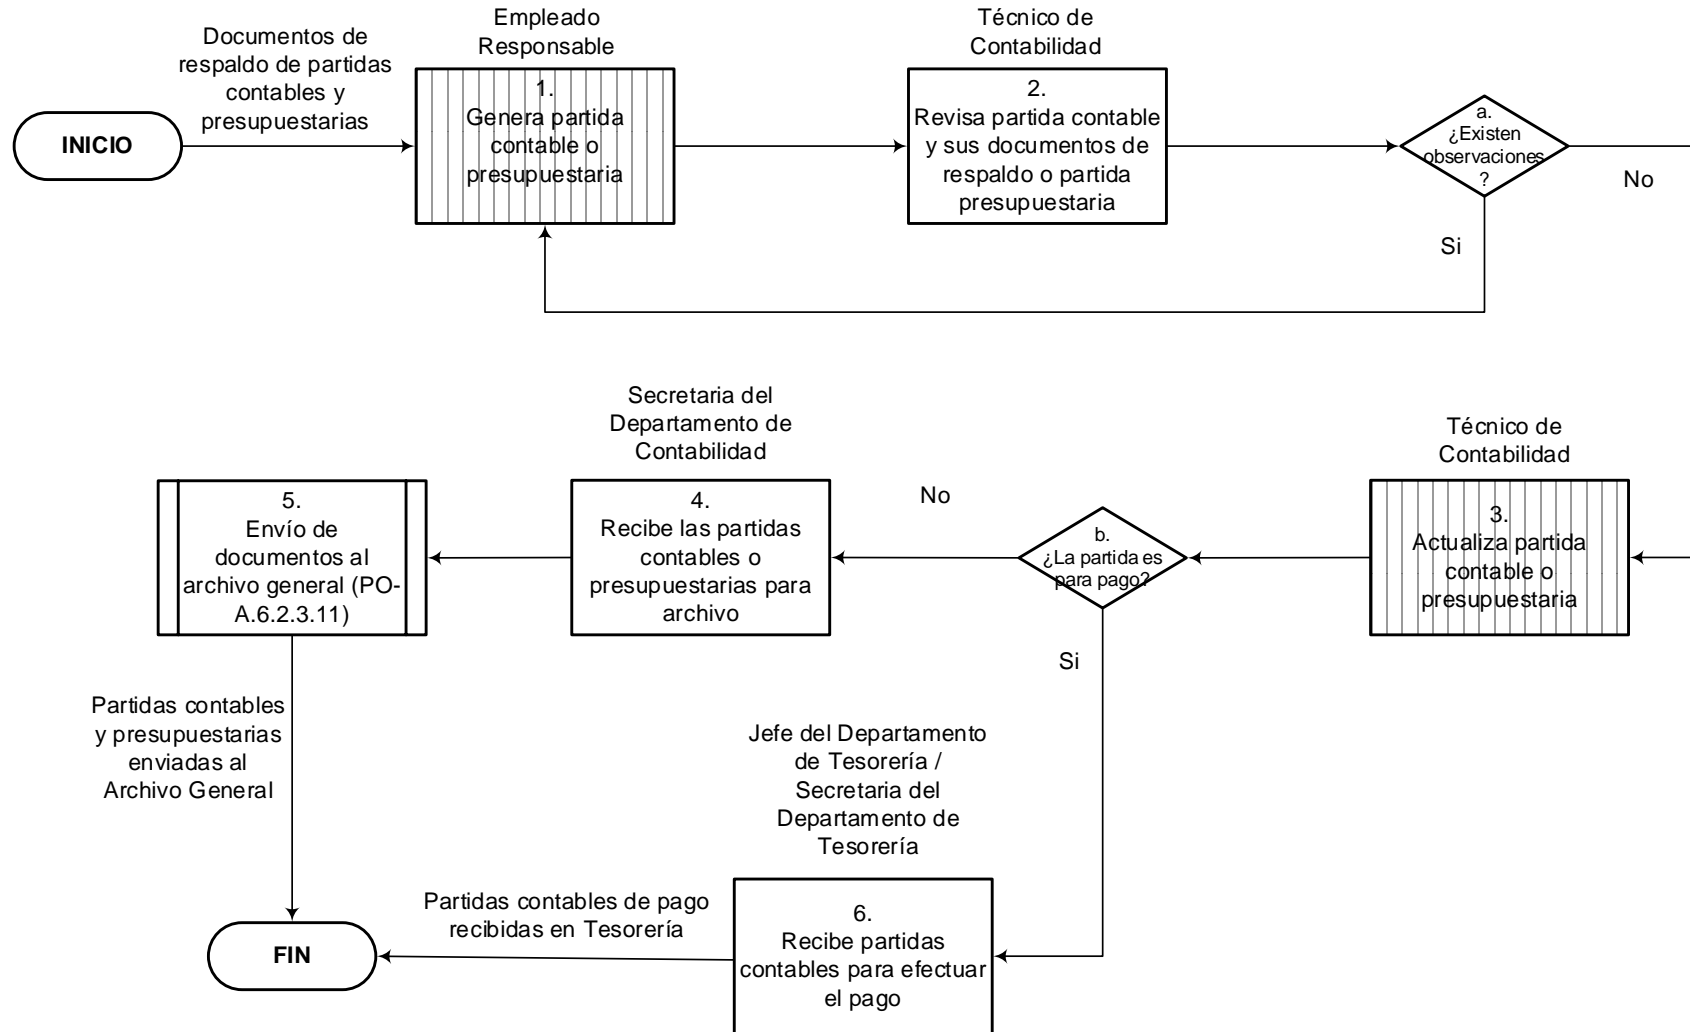 INICIO
Documentos de
respaldo de partidas
contables y
presupuestarias
Empleado
Responsable
1.
Genera partida
contable o
presupuestaria
Técnico de
Contabilidad
2.
Revisa partida contable
y sus documentos de
respaldo o partida
presupuestaria
a.
¿Existen
observaciones
?
No
Si
Técnico de
Contabilidad
3.
Actualiza partida
contable o
presupuestaria
b.
¿La partida es
para pago?
No
Si
Secretaria del
Departamento de
Contabilidad
4.
Recibe las partidas
contables o
presupuestarias para
archivo
5.
Envío de
documentos al
archivo general (PO-
A.6.2.3.11)
Partidas contables
y presupuestarias
enviadas al
Archivo General
Jefe del Departamento
de Tesorería /
Secretaria del
Departamento de
Tesorería
6.
Recibe partidas
contables para efectuar
el pago
Partidas contables de pago
recibidas en Tesorería
FIN